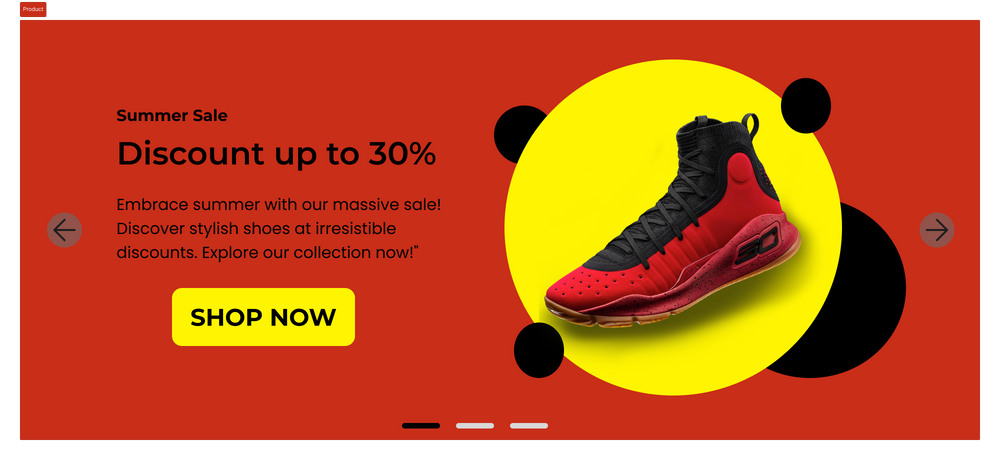 Product
Summer Sale
Discount up to 30%
Embrace summer with our massive sale!
Discover stylish shoes at irresistible
discounts. Explore our collection now!"
SHOP NOW